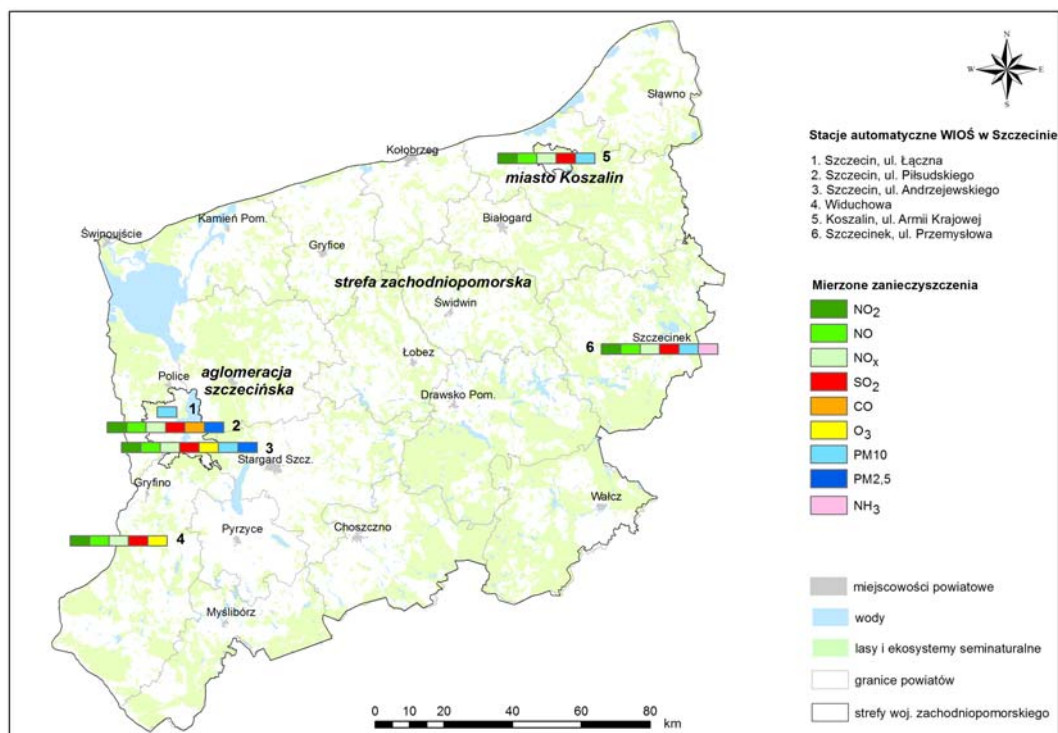 N
W E
S
Sławno
Kołobrzeg
5
miasto Koszalin
Białogard
Kamień Pom.
Świnoujście
Gryfice
strefa zachodniopomorska
Świdwin
Szczecinek
6
Łobez
Police
aglomeracja
szczecińska
Drawsko Pom.
1
2
3
Stargard Szcz.
Gryfino
Wałcz
4
Pyrzyce
Choszczno
Myślibórz
0 20 40 60 80
km
Stacje automatyczne WIOŚ w Szczecinie
1. Szczecin, ul. Łączna
2. Szczecin, ul. Piłsudskiego
3. Szczecin, ul. Andrzejewskiego
4. Widuchowa
5. Koszalin, ul. Armii Krajowej
6. Szczecinek, ul. Przemysłowa
Mierzone zanieczyszczenia
NO2
NO
NOx
SO2
CO
O3
PM10
PM2,5
NH3
miejscowości powiatowe
wody
lasy i ekosystemy seminaturalne
granice powiatów
strefy woj. zachodniopomorskiego